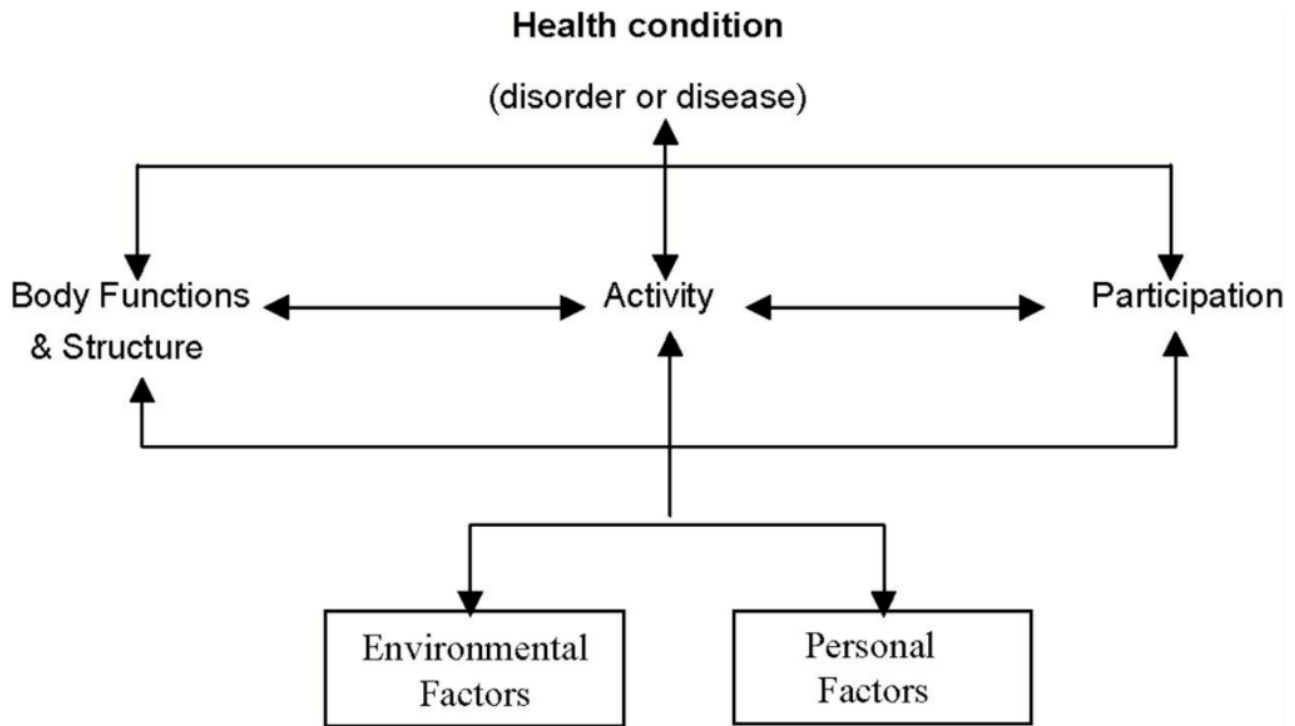 Health condition
(disorder or disease)
Body Functions
& Structure
Activity
Participation
Environmental
Factors
Personal
Factors